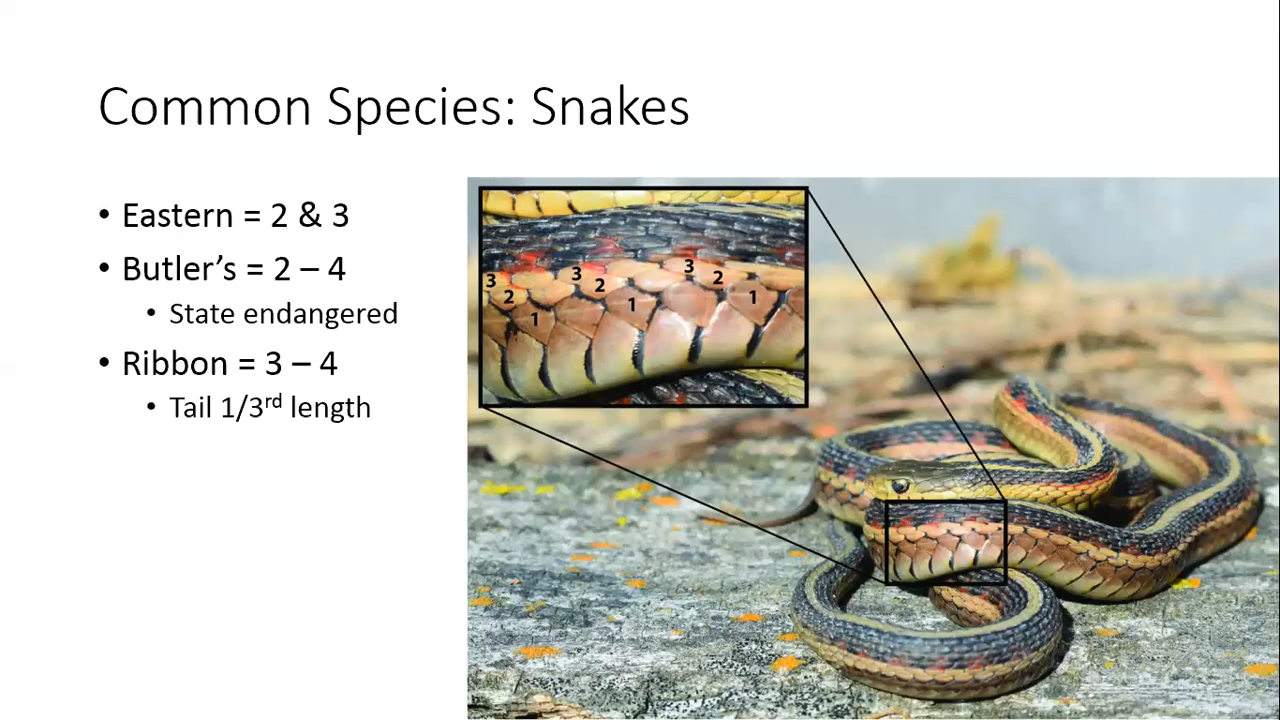 Common Species: Snakes
• Eastern = 2 & 3
• Butler’s = 2 – 4
• State endangered
• Ribbon = 3 – 4
• Tail 1/3rd length
3 2 1 3 2 1 3 2 1